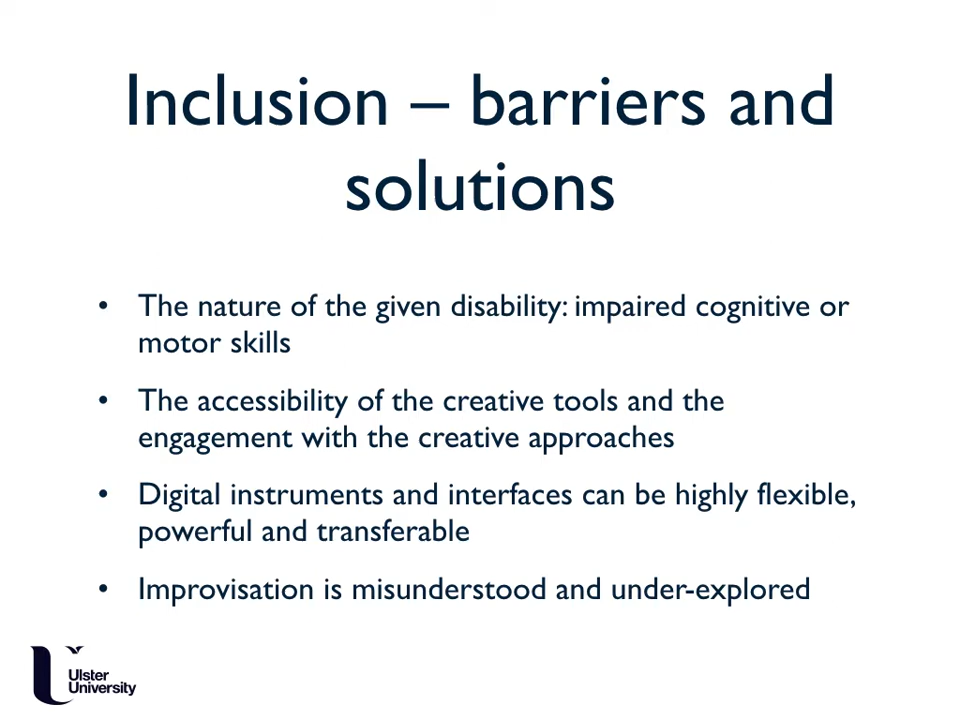 Inclusion – barriers and
solutions
• The nature of the given disability: impaired cognitive or
motor skills
• The accessibility of the creative tools and the
engagement with the creative approaches
• Digital instruments and interfaces can be highly flexible,
powerful and transferable
• Improvisation is misunderstood and under-explored
Ulster
University